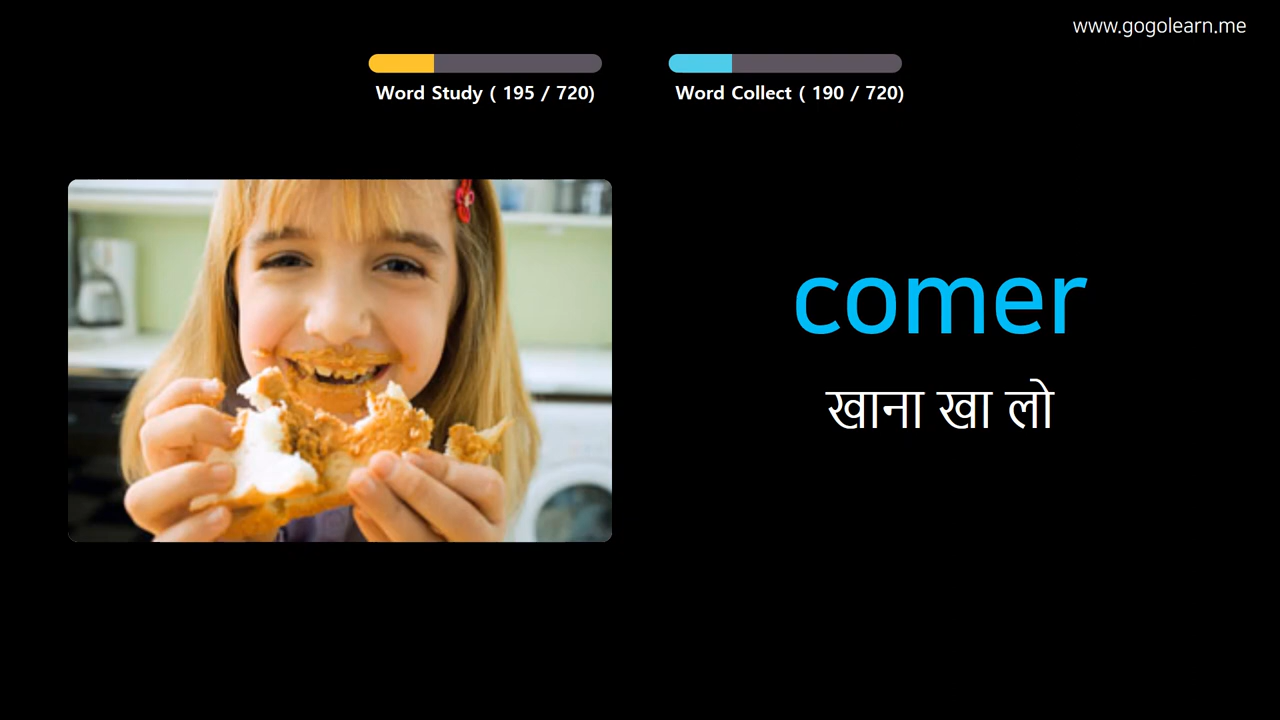 www.gogolearn.me
Word Study ( 195 / 720)
Word Collect ( 190 / 720)
comer
खाना खा लो